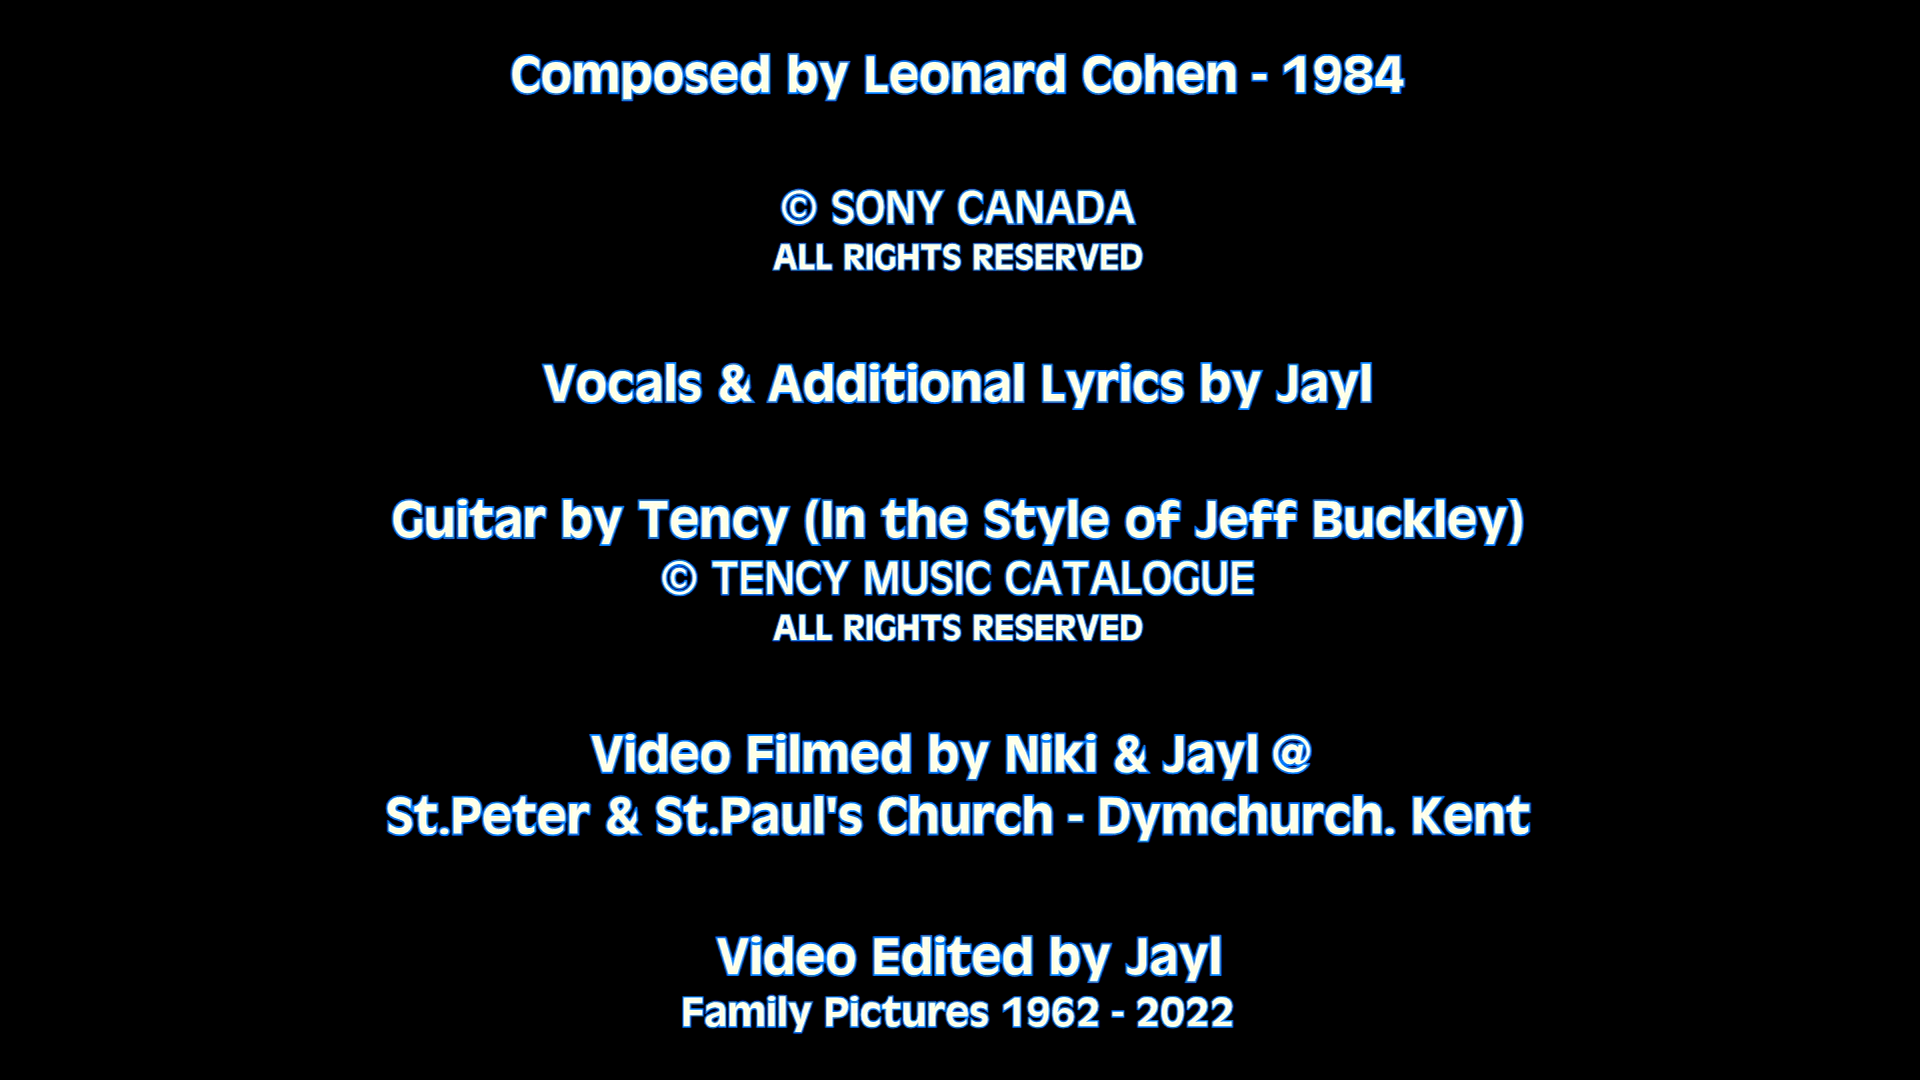 Composed by Leonard Cohen - 1984
© SONY CANADA
ALL RIGHTS RESERVED
Vocals & Additional Lyrics by Jayl
Guitar by Tency (In the Style of Jeff Buckley)
© TENCY MUSIC CATALOGUE
ALL RIGHTS RESERVED
Video Filmed by Niki & Jayl @
St.Peter & St.Paul's Church - Dymchurch. Kent
Video Edited by Jayl
Family Pictures 1962 - 2022